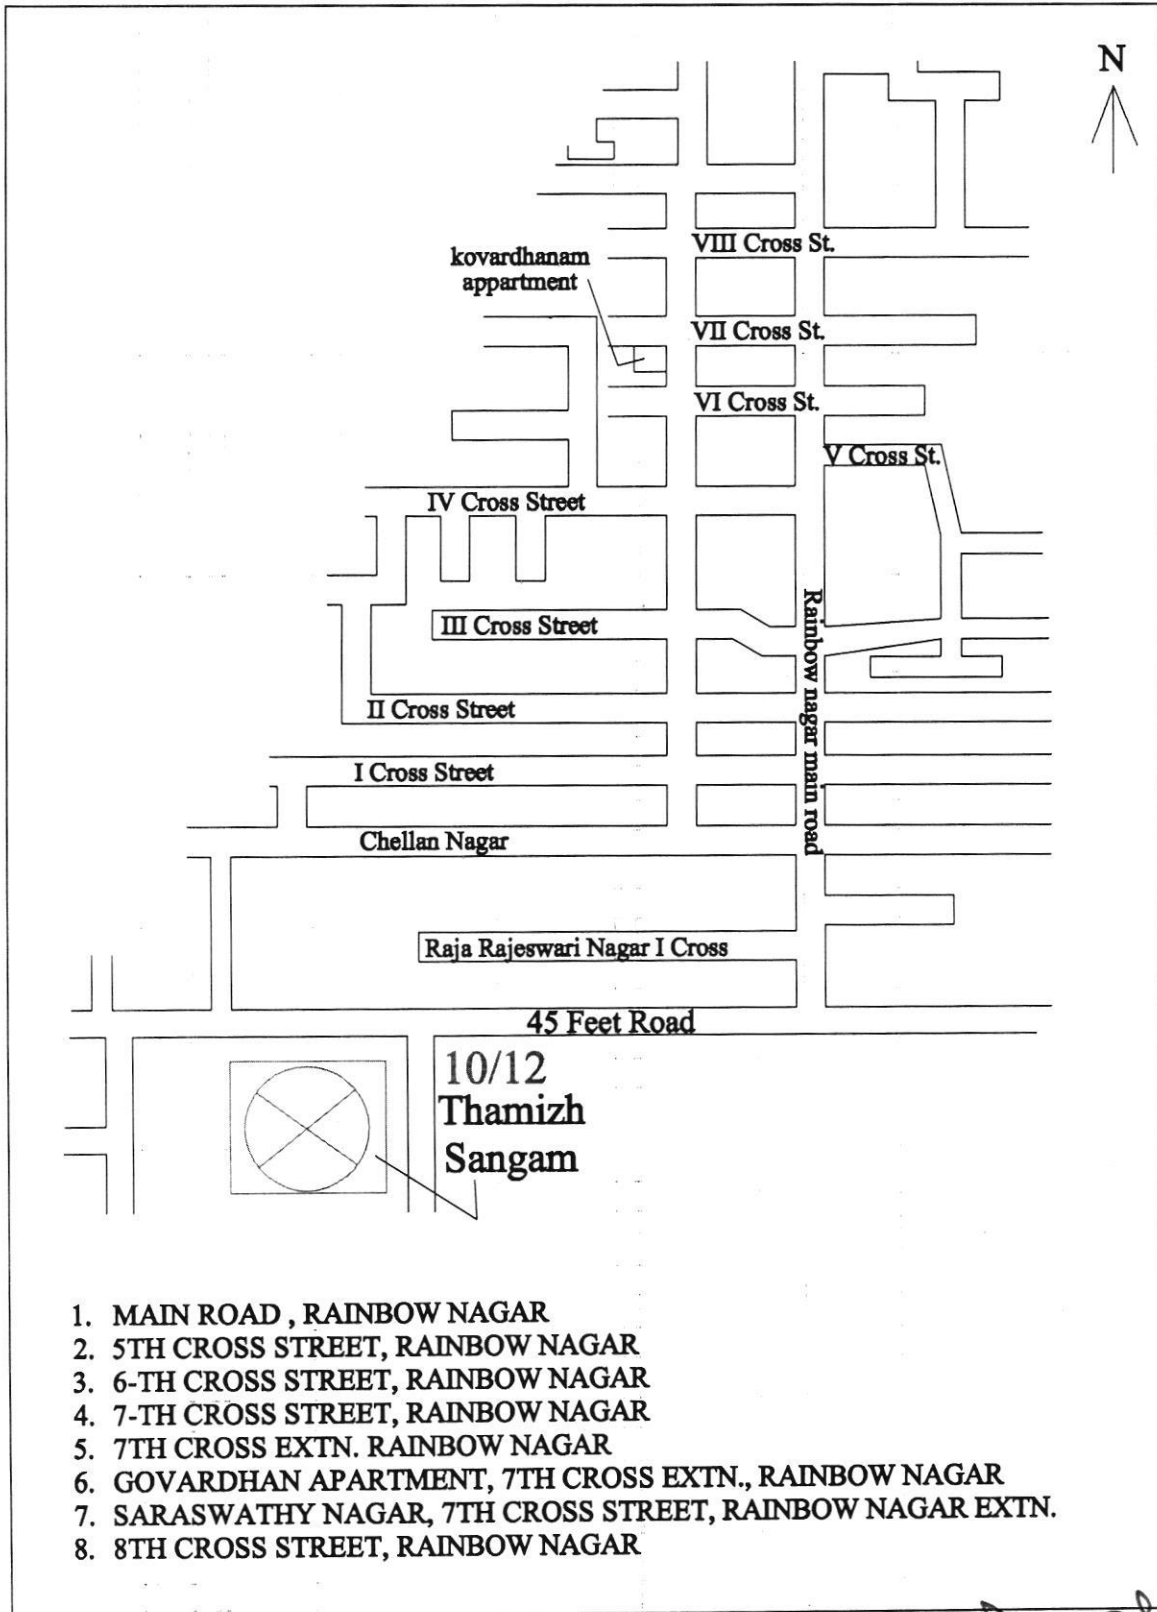 N
VIII Cross St.
kovardhanam
appartment
VII Cross St.
VI Cross St.
V Cross St.
IV Cross Street
Rainbow nagar main road
III Cross Street
II Cross Street
I Cross Street
Chellan Nagar
Raja Rajeswari Nagar I Cross
45 Feet Road
10/12
Thamizh
Sangam
1. MAIN ROAD , RAINBOW NAGAR
2. 5TH CROSS STREET, RAINBOW NAGAR
3. 6-TH CROSS STREET, RAINBOW NAGAR
4. 7-TH CROSS STREET, RAINBOW NAGAR
5. 7TH CROSS EXTN. RAINBOW NAGAR
6. GOVARDHAN APARTMENT, 7TH CROSS EXTN., RAINBOW NAGAR
7. SARASWATHY NAGAR, 7TH CROSS STREET, RAINBOW NAGAR EXTN.
8. 8TH CROSS STREET, RAINBOW NAGAR